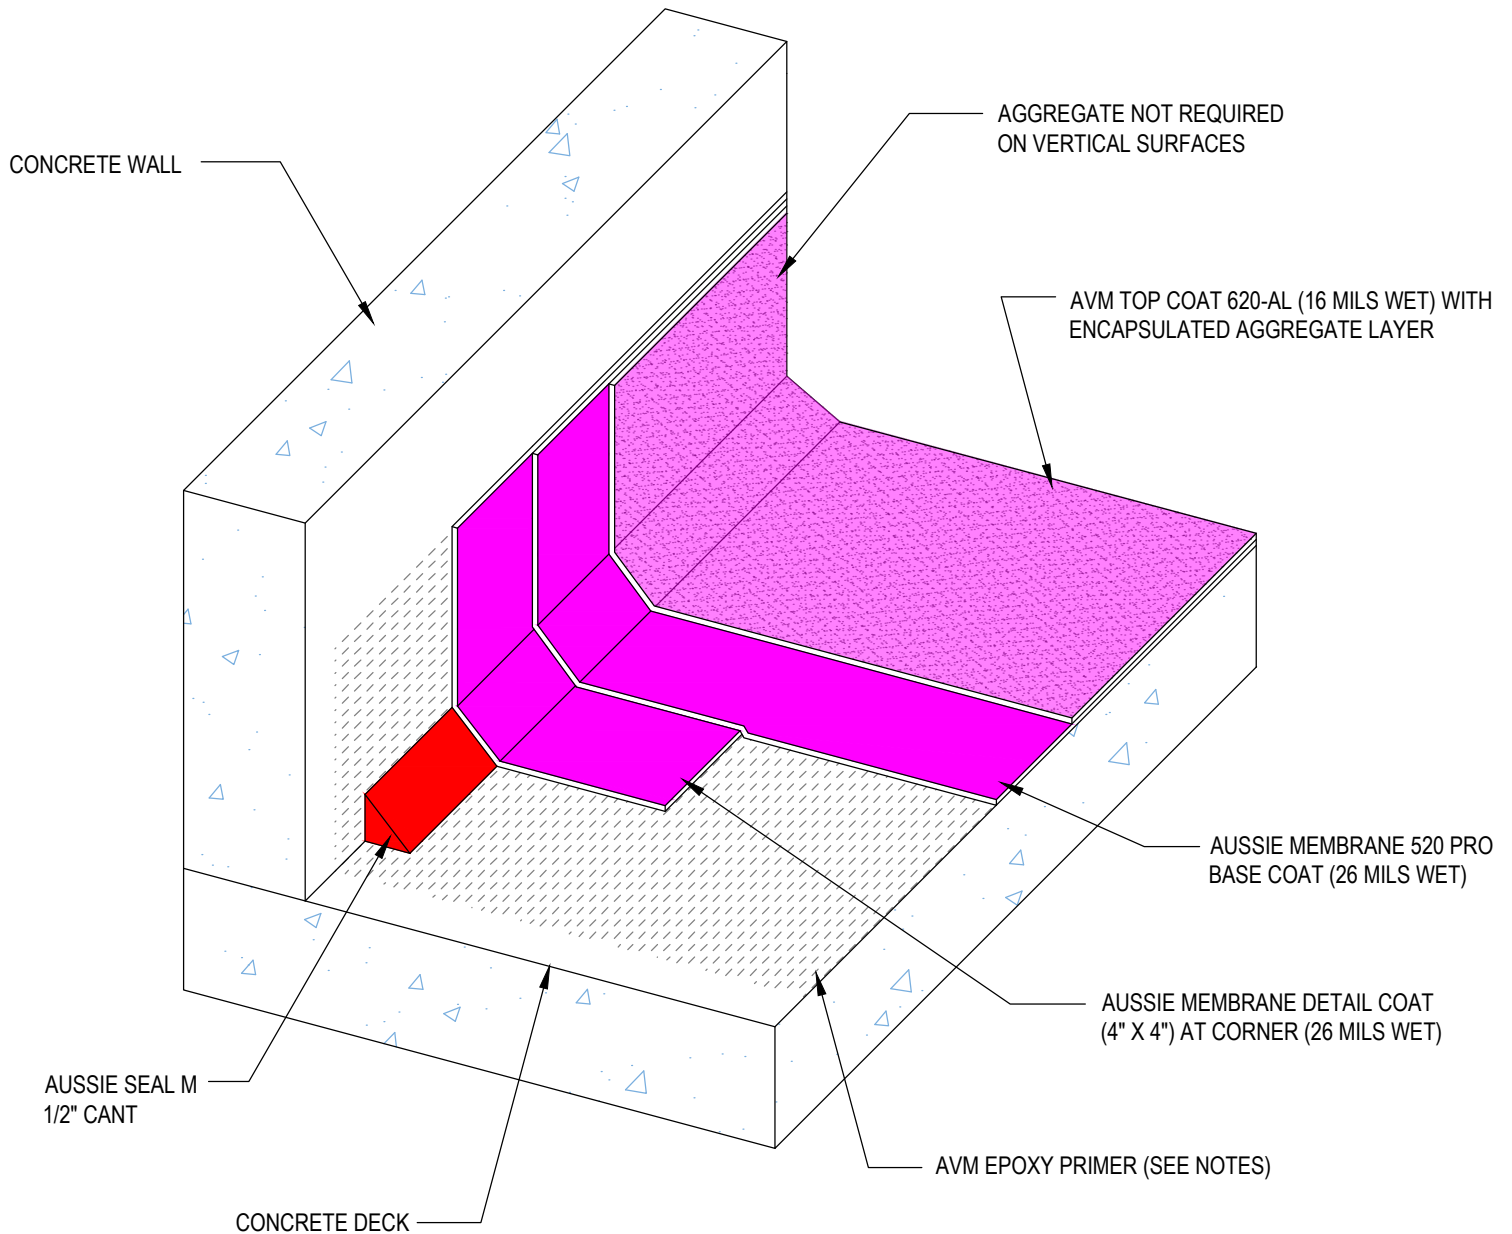 AGGREGATE NOT REQUIRED
ON VERTICAL SURFACES
CONCRETE WALL
AVM TOP COAT 620-AL (16 MILS WET) WITH
ENCAPSULATED AGGREGATE LAYER
AUSSIE MEMBRANE 520 PRO
BASE COAT (26 MILS WET)
AUSSIE MEMBRANE DETAIL COAT
(4" X 4") AT CORNER (26 MILS WET)
AUSSIE SEAL M
1/2" CANT
AVM EPOXY PRIMER (SEE NOTES)
CONCRETE DECK